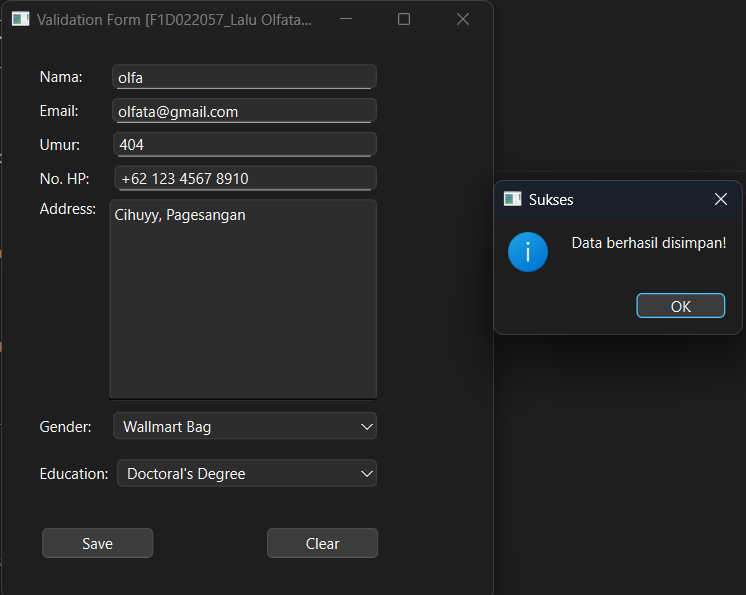 Validation Form [F1D022057_Lalu Olfata...
Nama: olfa
Email: olfata@gmail.com
Umur: 404
No. HP: +62 123 4567 8910
Address: Cihuyy, Pagesangan
Gender: Wallmart Bag
Education: Doctoral's Degree
Save Clear
Sukses
Data berhasil disimpan!
OK